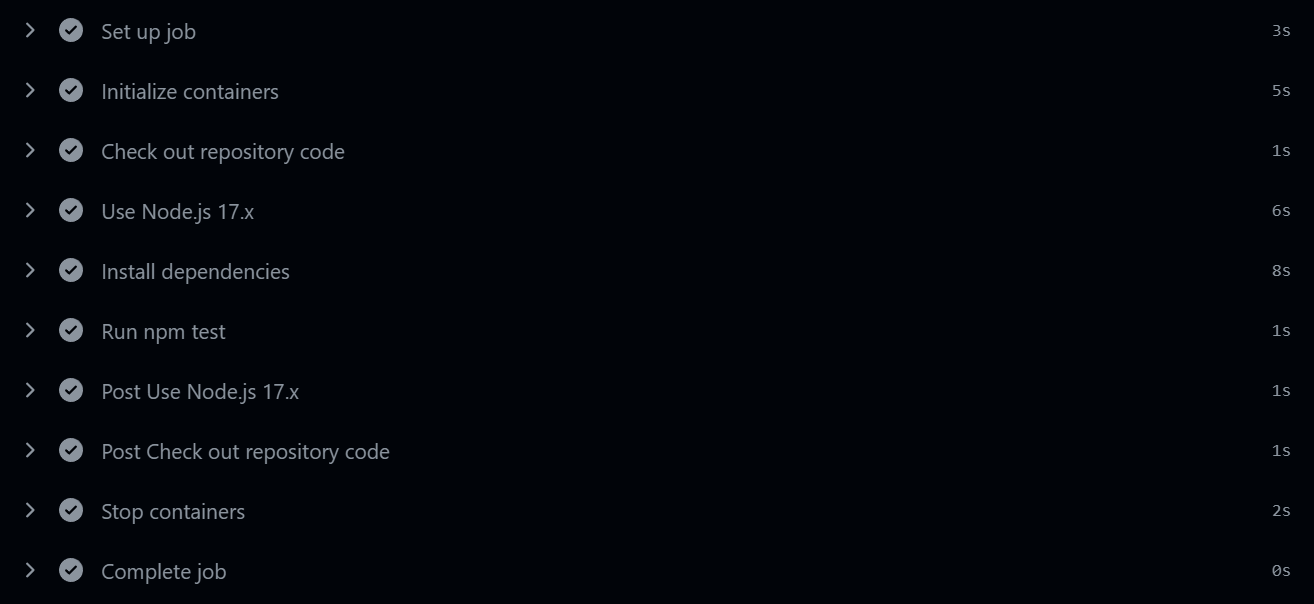 Set up job 3s
Initialize containers 5s
Check out repository code 1s
Use Node.js 17.x 6s
Install dependencies 8s
Run npm test 1s
Post Use Node.js 17.x 1s
Post Check out repository code 1s
Stop containers 2s
Complete job 0s